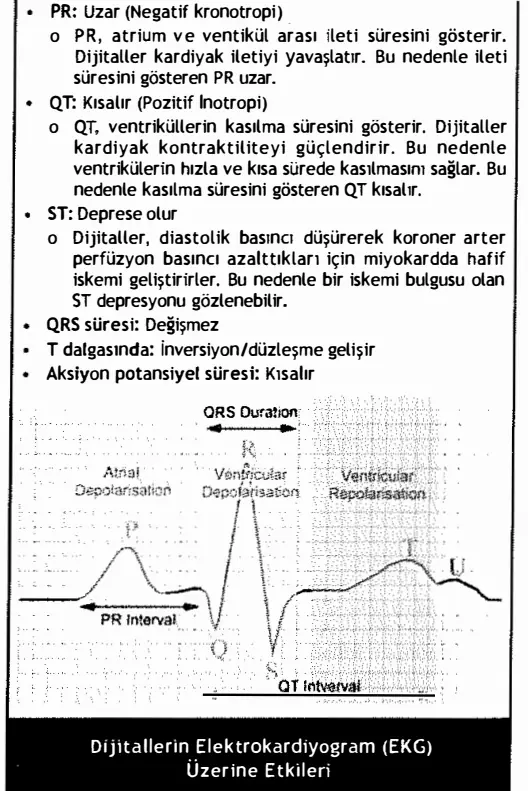 • PR: Uzar (Negatif kronotropi)
o PR, atrium ve ventikül arası ileti süresini gösterir.
Dijitaller kardiyak iletiyi yavaşlatır. Bu nedenle ileti
süresini gösteren PR uzar.
• QT: Kısalır (Pozitif İnotropi)
o QT, ventriküllerin kasılma süresini gösterir. Dijitaller
kardiyak kontraktiliteyi güçlendirir. Bu nedenle
ventrikülerin hızla ve kısa sürede kasılmasını sağlar. Bu
nedenle kasılma süresini gösteren QT kısalır.
• ST: Deprese olur
o Dijitaller, diastolik basıncı düşürerek koroner arter
perfüzyon basıncı azalttıkları için miyokardda hafif
iskemi geliştirirler. Bu nedenle bir iskemi bulgusu olan
ST depresyonu gözlenebilir.
• QRS süresi: Değişmez
• T dalgasında: İnversiyon/düzleşme gelişir
• Aksiyon potansiyel süresi: Kısalır
QRS Duration
R
Atrial
Depolarisation
Ventricular
Depolarisation
Ventricular
Repolarisation
P
T
U
PR Interval
Q
S
QT Intverval
Dijitallerin Elektrokardiyogram (EKG)
Üzerine Etkileri